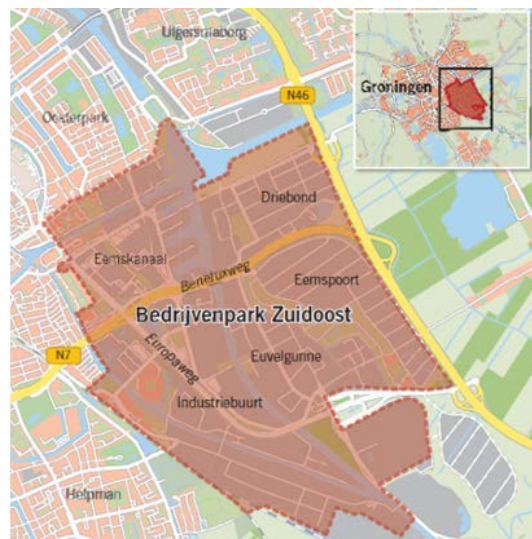 Ulgersmaborg
Groningen
N46
Oosterpark
Driebond
Eemskanaal
Beneluxweg
Eemspoort
Bedrijvenpark Zuidoost
Europaweg
N7
Euvelgunne
Industriebuurt
Helpman